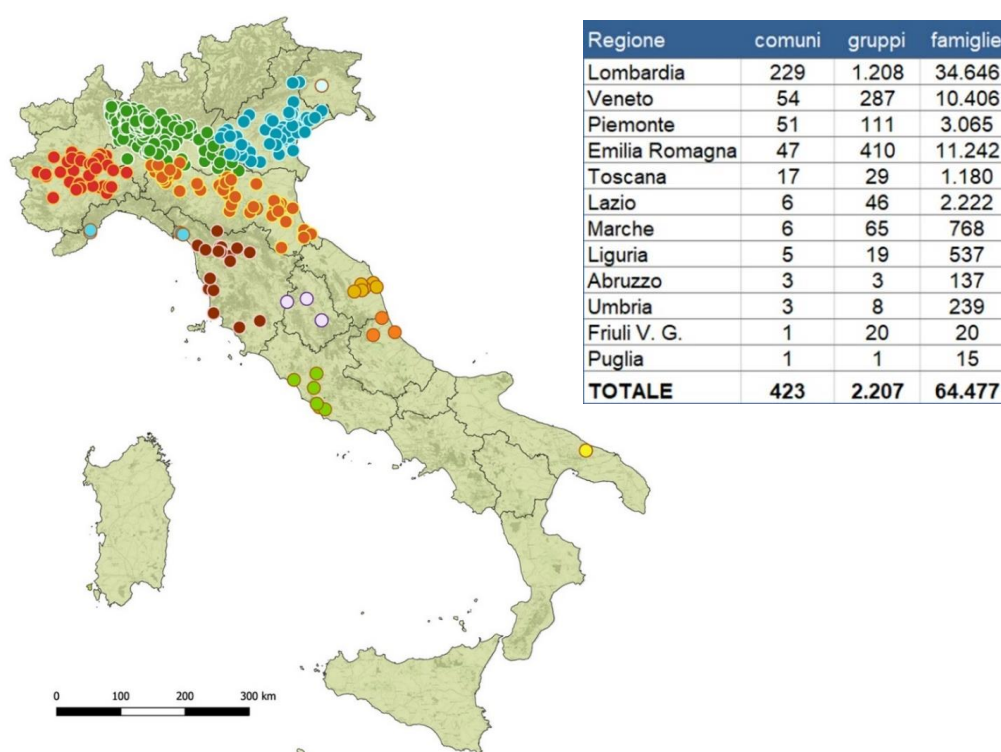 Regione comuni gruppi famiglie
Lombardia 229 1.208 34.646
Veneto 54 287 10.406
Piemonte 51 111 3.065
Emilia Romagna 47 410 11.242
Toscana 17 29 1.180
Lazio 6 46 2.222
Marche 6 65 768
Liguria 5 19 537
Abruzzo 3 3 137
Umbria 3 8 239
Friuli V. G. 1 20 20
Puglia 1 1 15
TOTALE 423 2.207 64.477
0 100 200 300 km